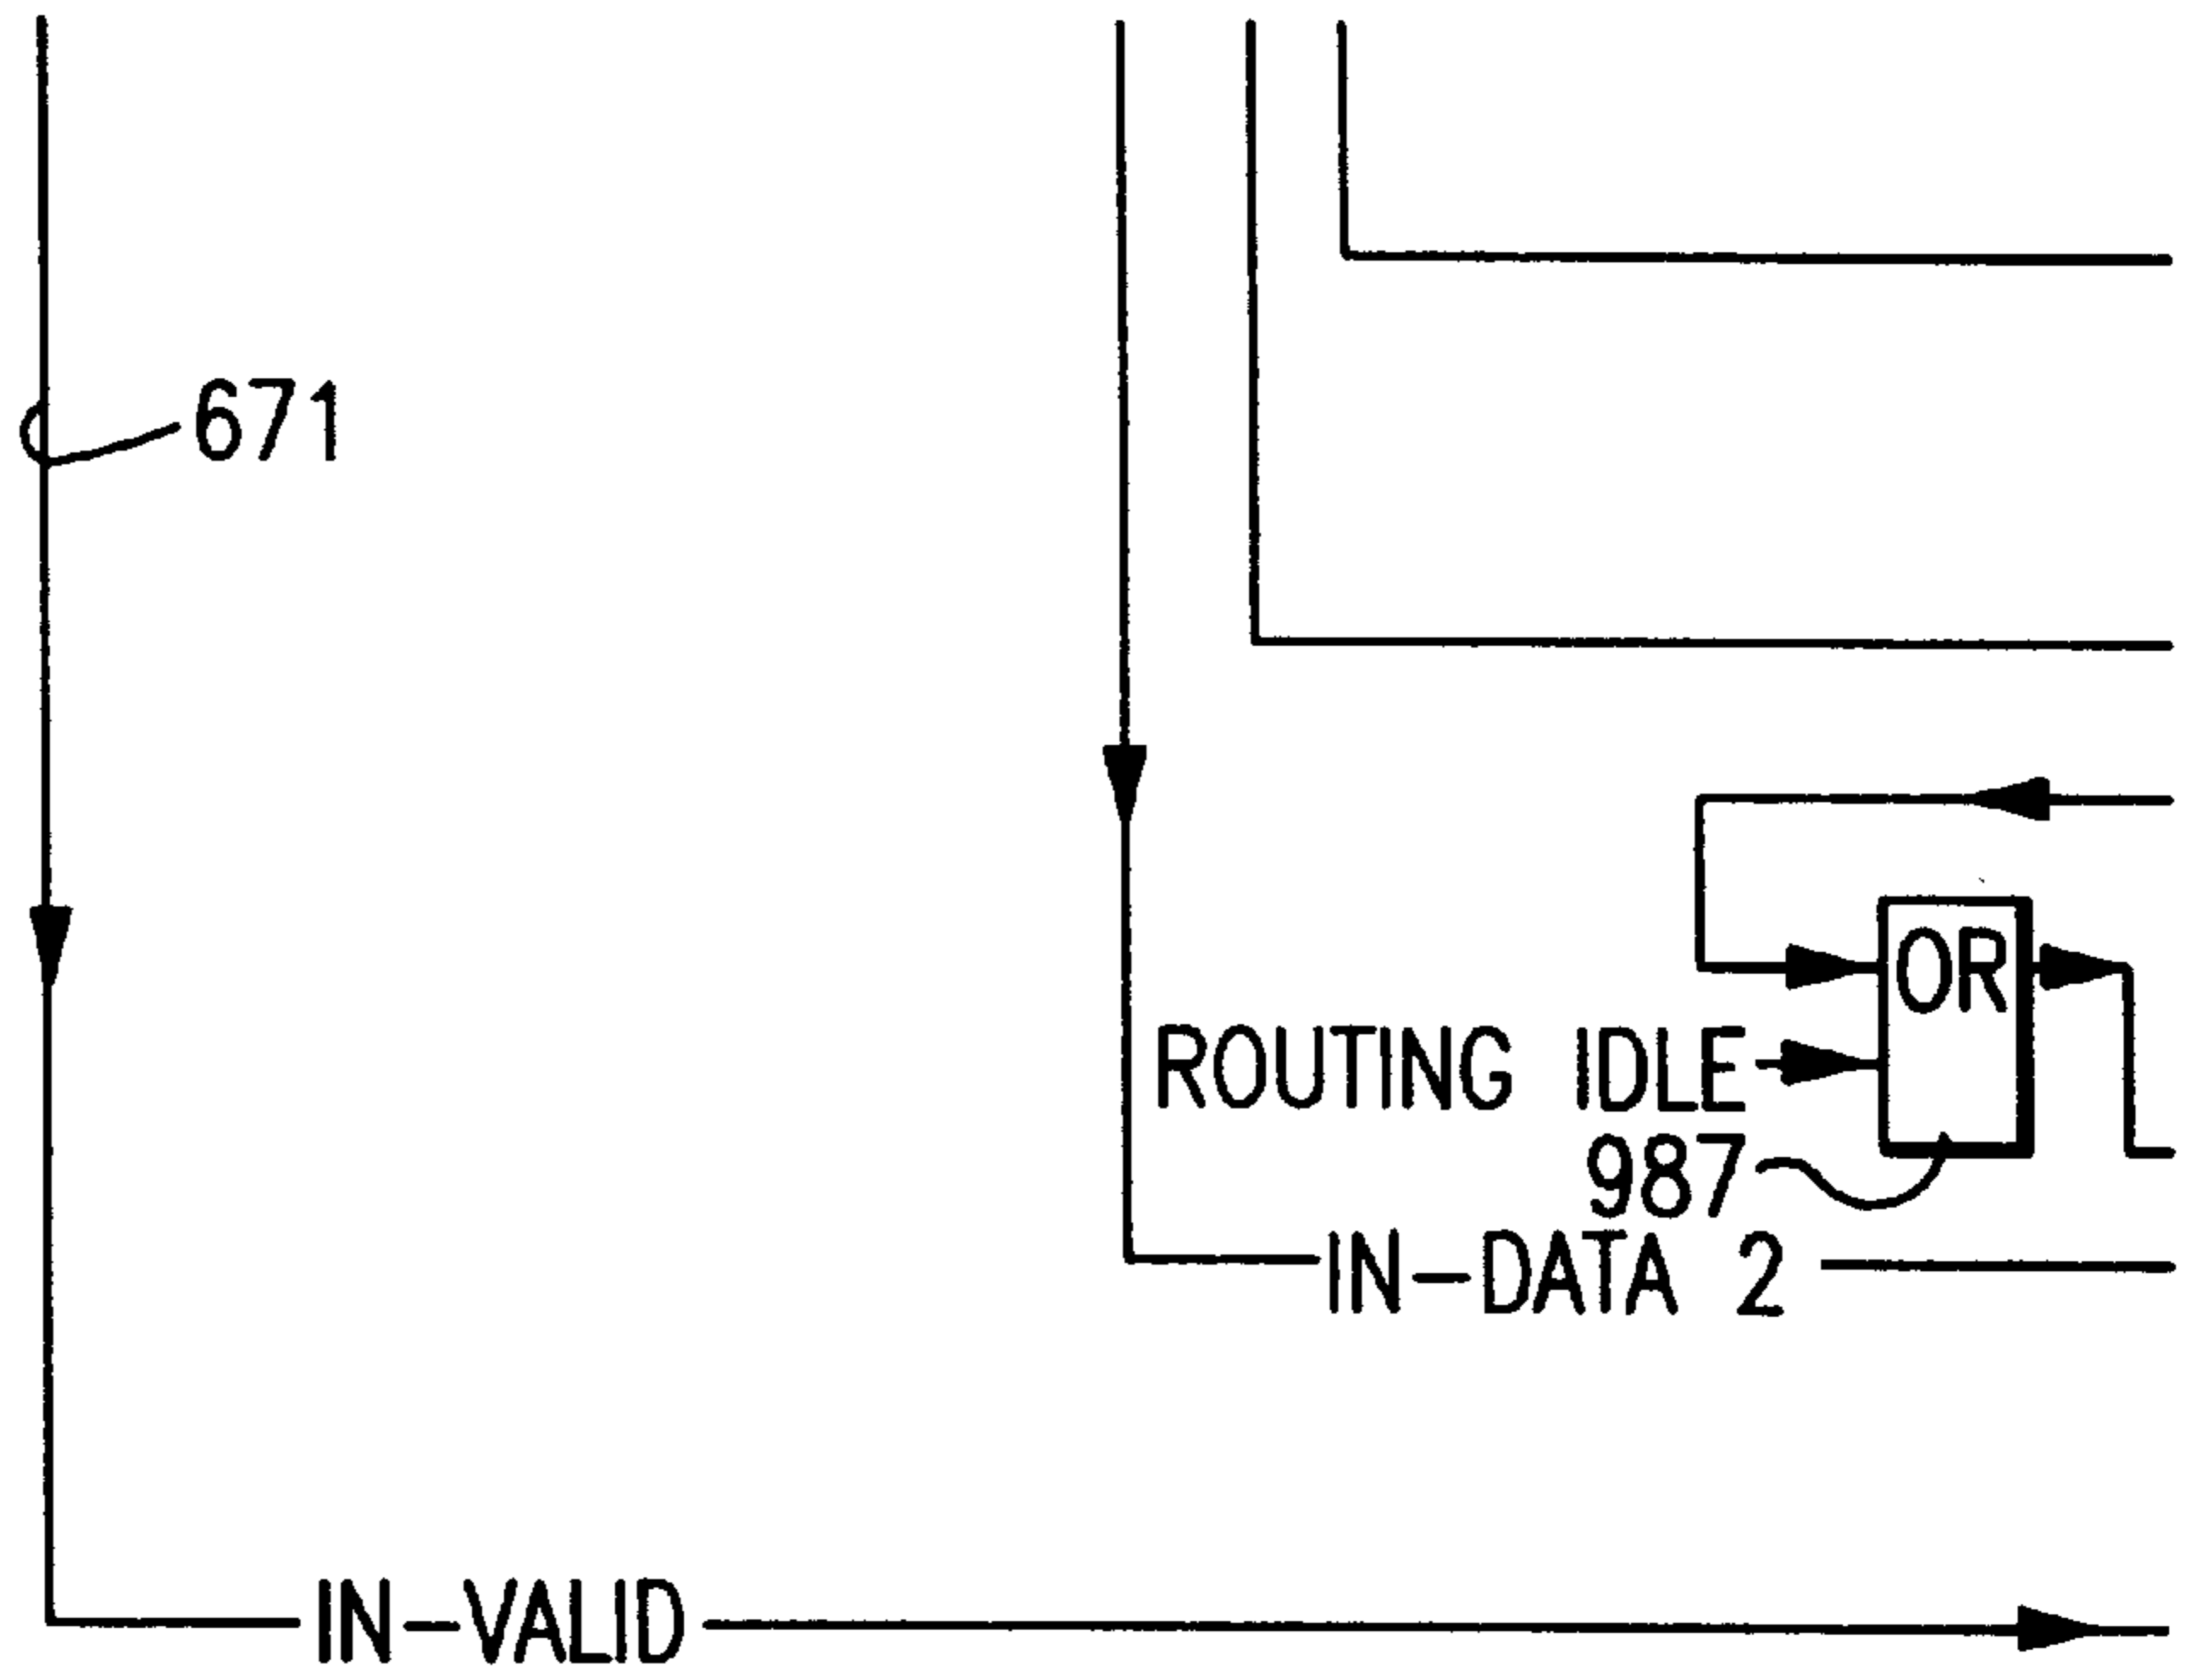 671
OR
ROUTING IDLE
987
IN-DATA 2
IN-VALID